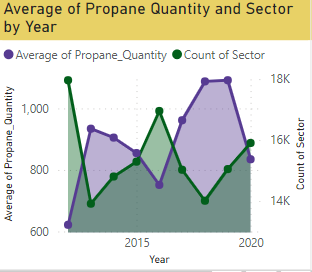 Average of Propane Quantity and Sector
by Year
Average of Propane_Quantity Count of Sector
18K
1,000
16K
800
14K
600
2015 2020
Year
Average of Propane_Quantity
Count of Sector